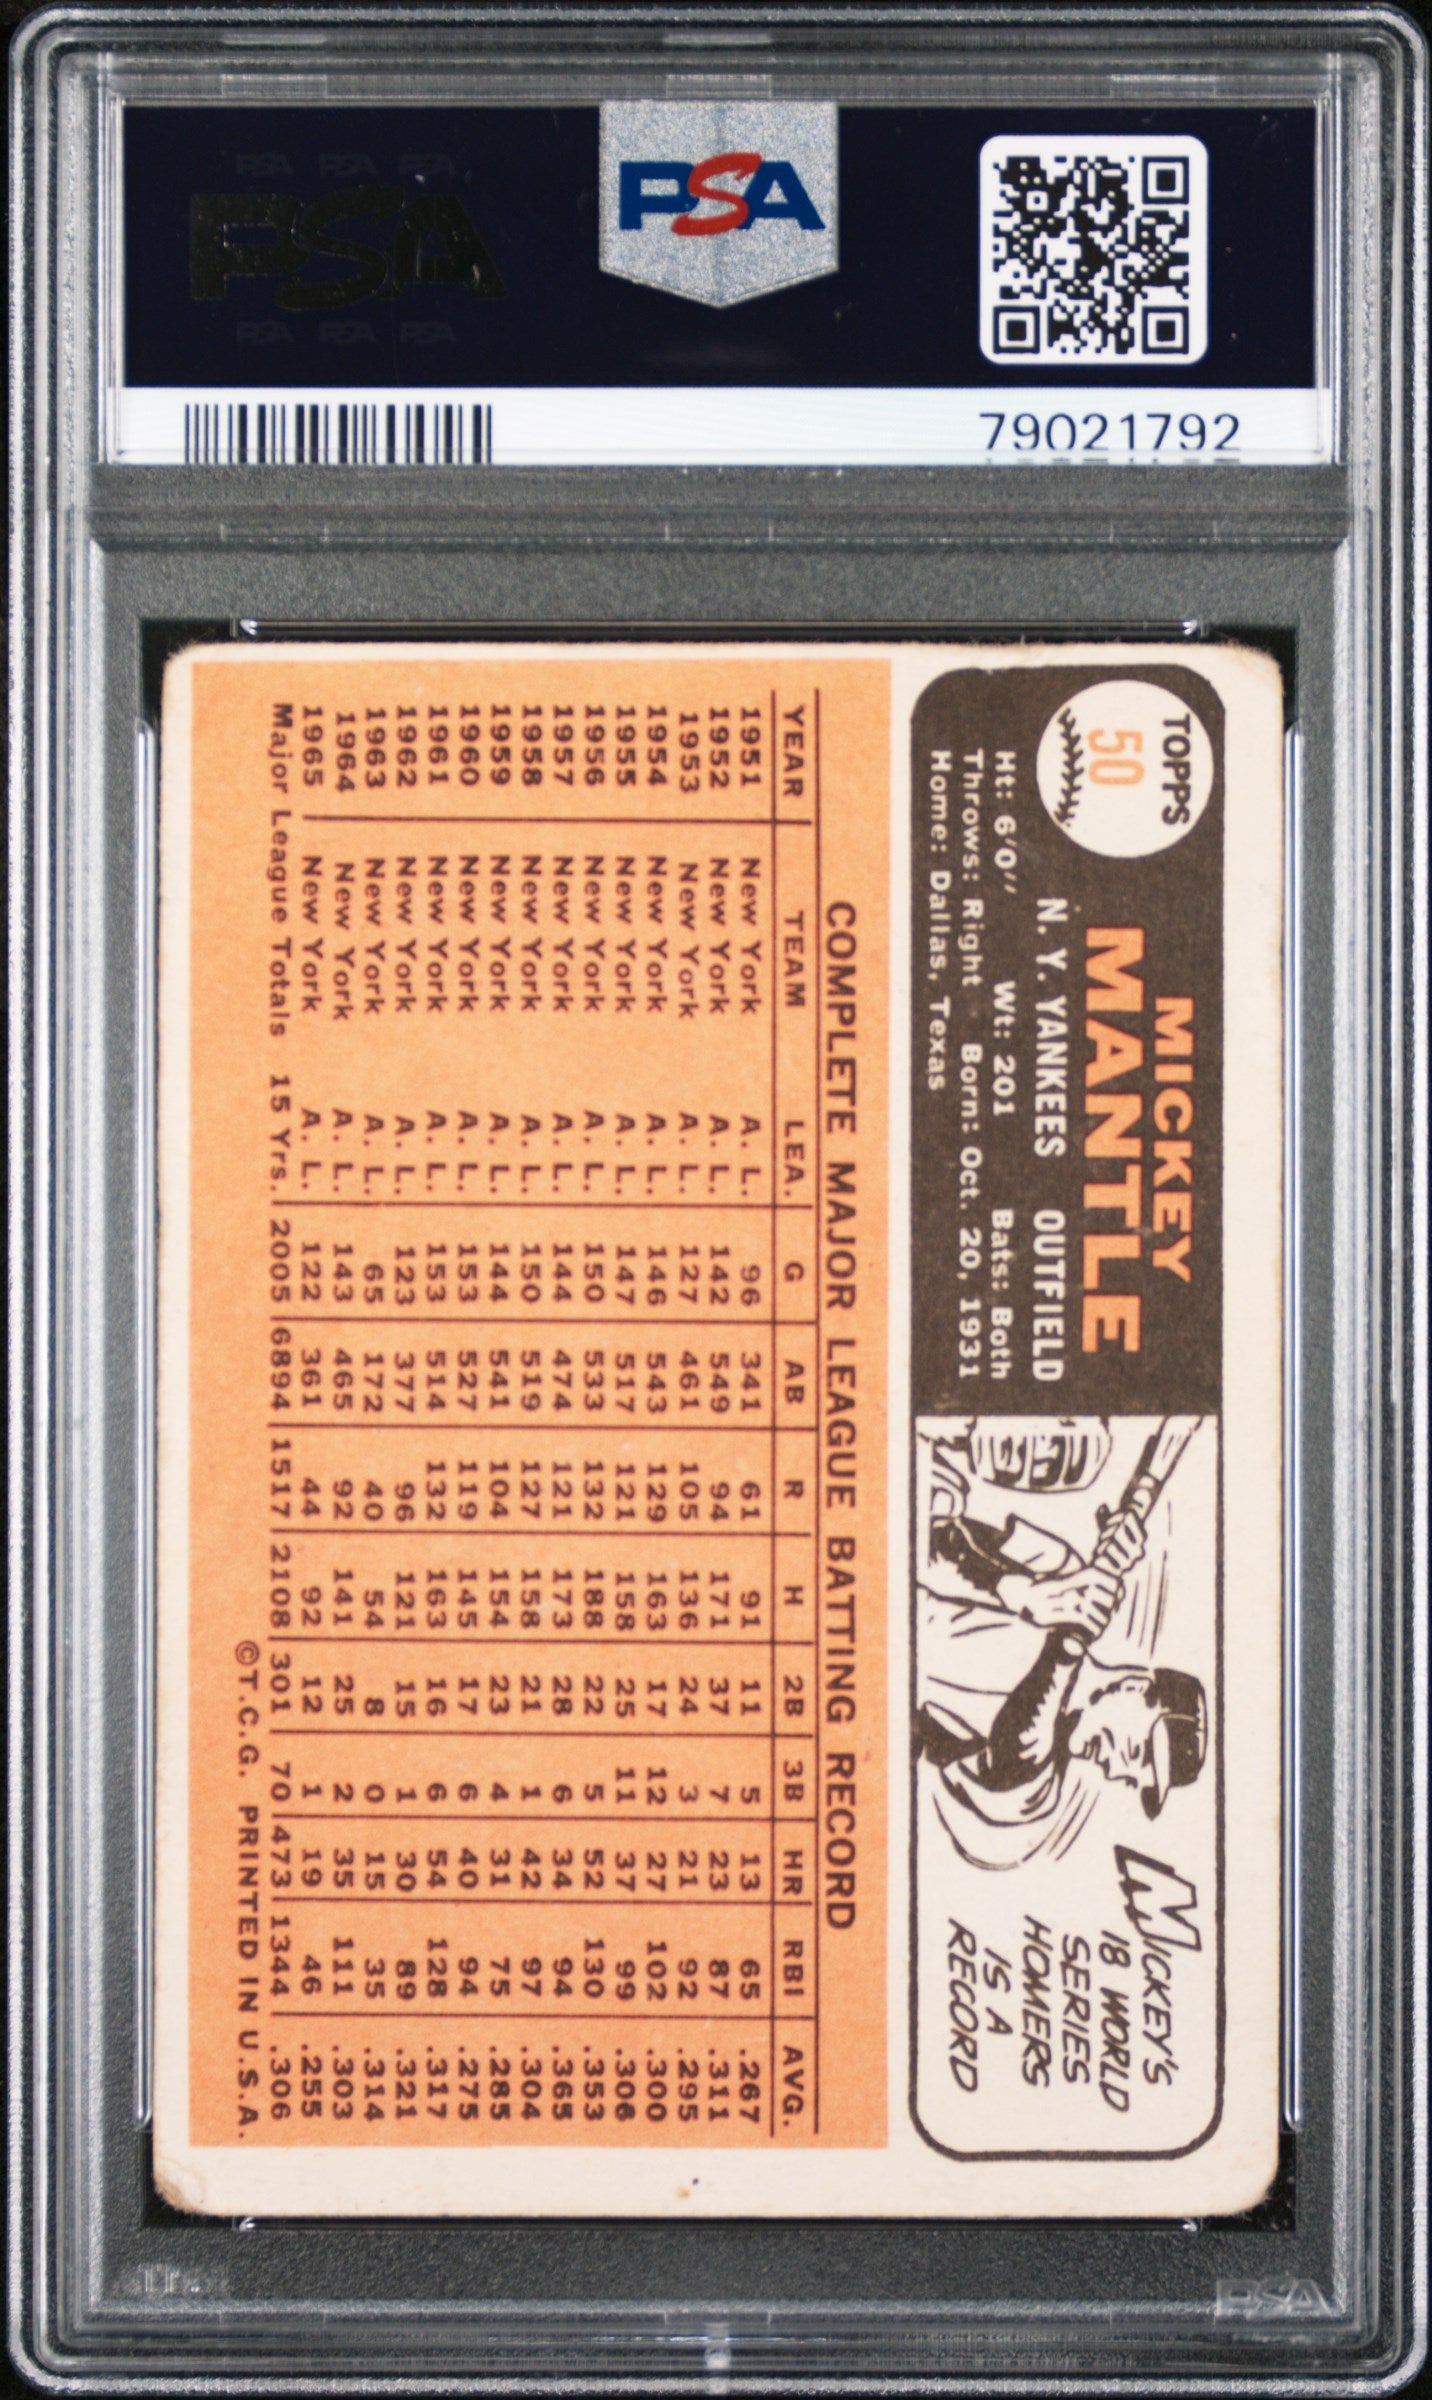 PSA PSA PSA
PSA
PSA PSA PSA
PSA
79021792
TOPPS
50
MICKEY
MANTLE
N. Y. YANKEES OUTFIELD
Ht: 6'0" Wt: 201 Bats: Both
Throws: Right Born: Oct. 20, 1931
Home: Dallas, Texas
MICKEY'S
18 WORLD
SERIES
HOMERS
IS A
RECORD
COMPLETE MAJOR LEAGUE BATTING RECORD
YEAR TEAM LEA. G AB R H 2B 3B HR RBI AVG.
1951 New York A. L. 96 341 61 91 11 5 13 65 .267
1952 New York A. L. 142 549 94 171 37 7 23 87 .311
1953 New York A. L. 127 461 105 136 24 3 21 92 .295
1954 New York A. L. 146 543 129 163 17 12 27 102 .300
1955 New York A. L. 147 517 121 158 25 11 37 99 .306
1956 New York A. L. 150 533 132 188 22 5 52 130 .353
1957 New York A. L. 144 474 121 173 28 6 34 94 .365
1958 New York A. L. 150 519 127 158 21 1 42 97 .304
1959 New York A. L. 144 541 104 154 23 4 31 75 .285
1960 New York A. L. 153 527 119 145 17 6 40 94 .275
1961 New York A. L. 153 514 132 163 16 6 54 128 .317
1962 New York A. L. 123 377 96 121 15 1 30 89 .321
1963 New York A. L. 65 172 40 54 8 0 15 35 .314
1964 New York A. L. 143 465 92 141 25 2 35 111 .303
1965 New York A. L. 122 361 44 92 12 1 19 46 .255
Major League Totals 15 Yrs. 2005 6894 1517 2108 301 70 473 1344 .306
©T.C.G. PRINTED IN U.S.A.
PSA